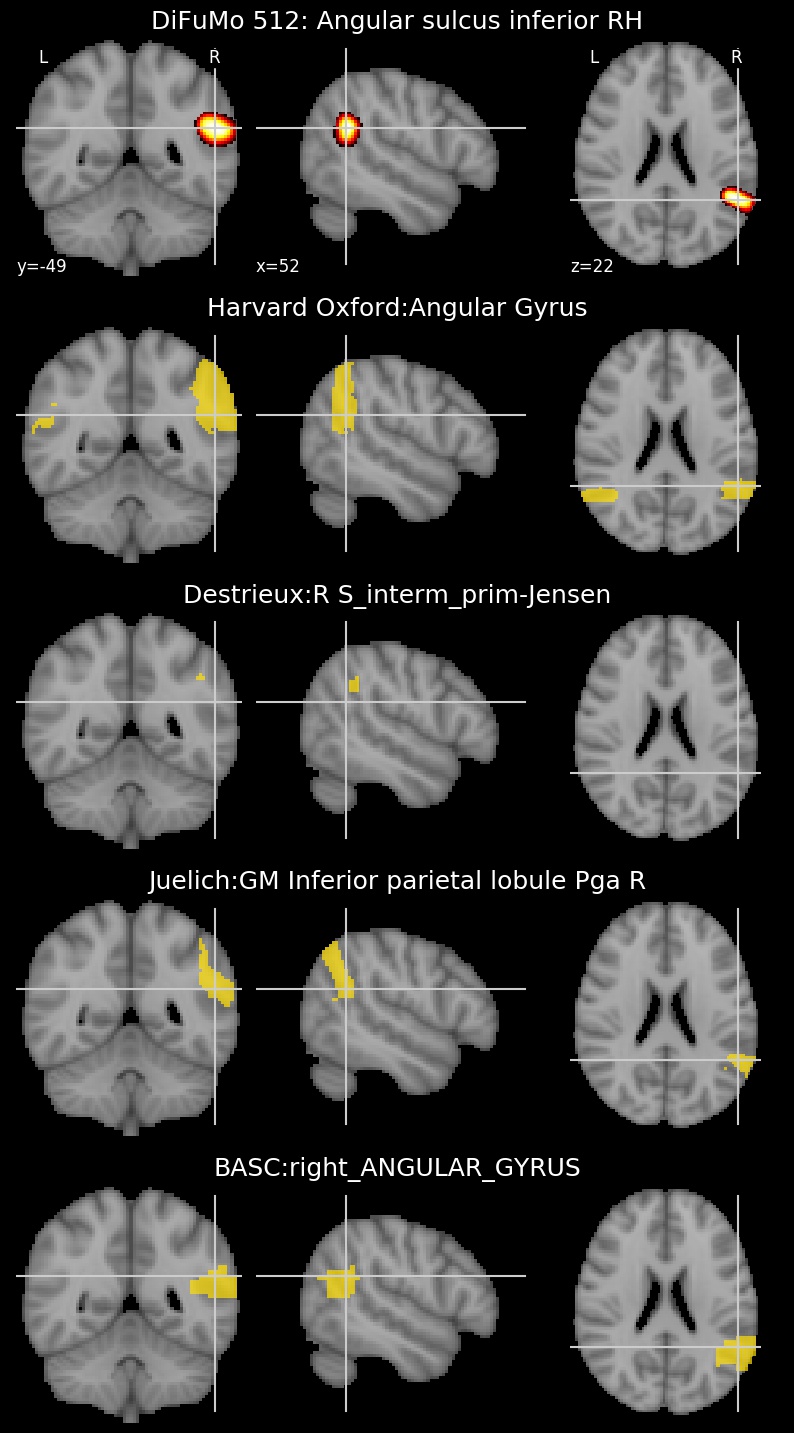 DiFuMo 512: Angular sulcus inferior RH
L R L R
y=-49 x=52 z=22
Harvard Oxford:Angular Gyrus
Destrieux:R S_interm_prim-Jensen
Juelich:GM Inferior parietal lobule Pga R
BASC:right_ANGULAR_GYRUS